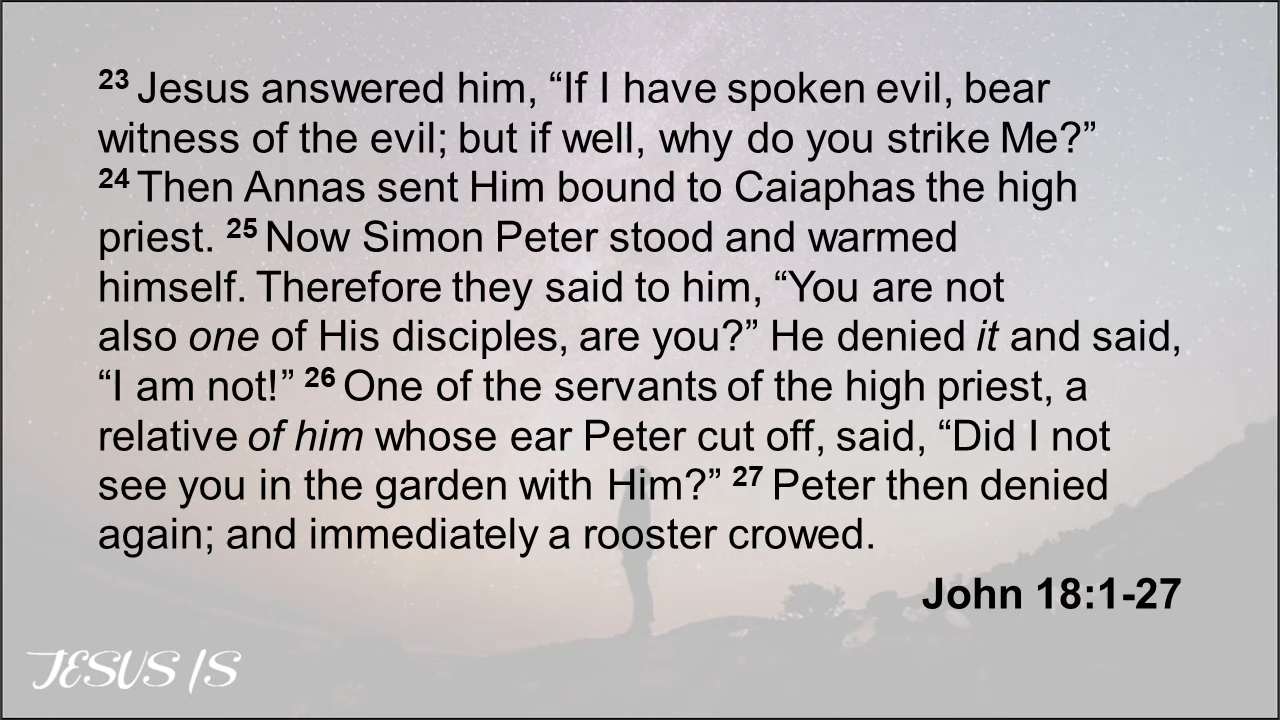 23 Jesus answered him, “If I have spoken evil, bear
witness of the evil; but if well, why do you strike Me?”
24 Then Annas sent Him bound to Caiaphas the high
priest. 25 Now Simon Peter stood and warmed
himself. Therefore they said to him, “You are not
also one of His disciples, are you?” He denied it and said,
“I am not!” 26 One of the servants of the high priest, a
relative of him whose ear Peter cut off, said, “Did I not
see you in the garden with Him?” 27 Peter then denied
again; and immediately a rooster crowed.
John 18:1-27
JESUS IS